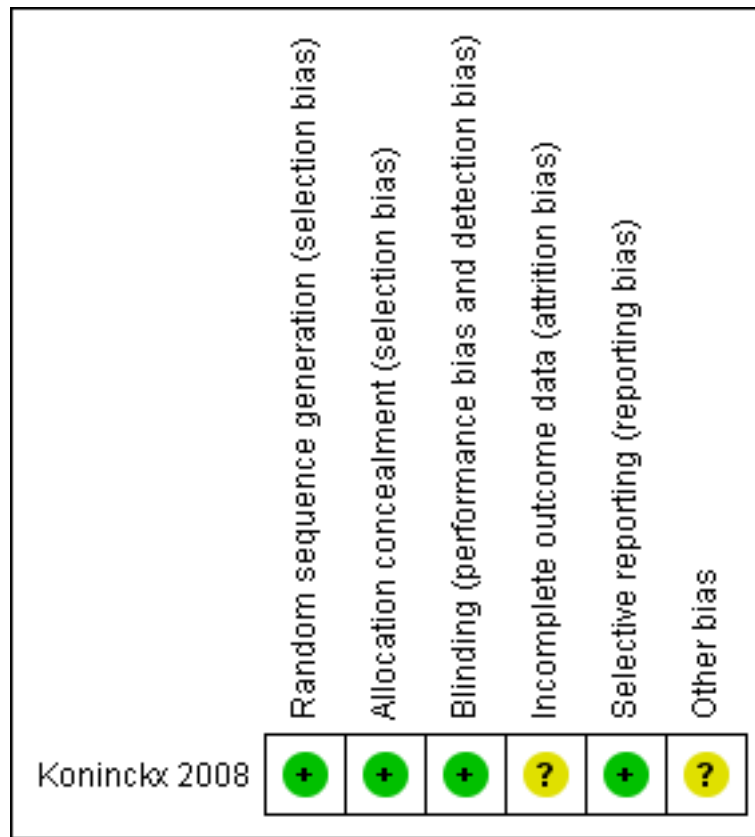 Random sequence generation (selection bias)
Allocation concealment (selection bias)
Blinding (performance bias and detection bias)
Incomplete outcome data (attrition bias)
Selective reporting (reporting bias)
Other bias
Koninckx 2008 + + + ? + ?